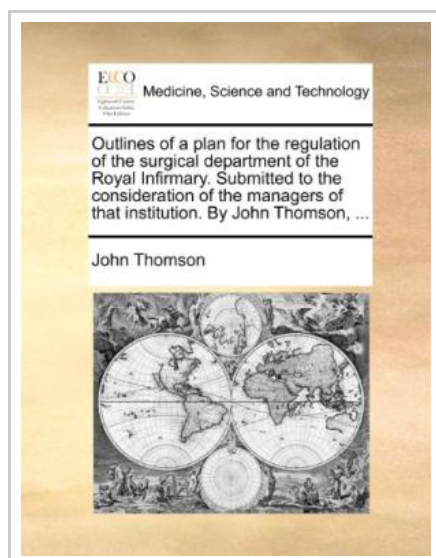 ECCO
Medicine, Science and Technology
Outlines of a plan for the regulation
of the surgical department of the
Royal Infirmary. Submitted to the
consideration of the managers of
that institution. By John Thomson, ...
John Thomson